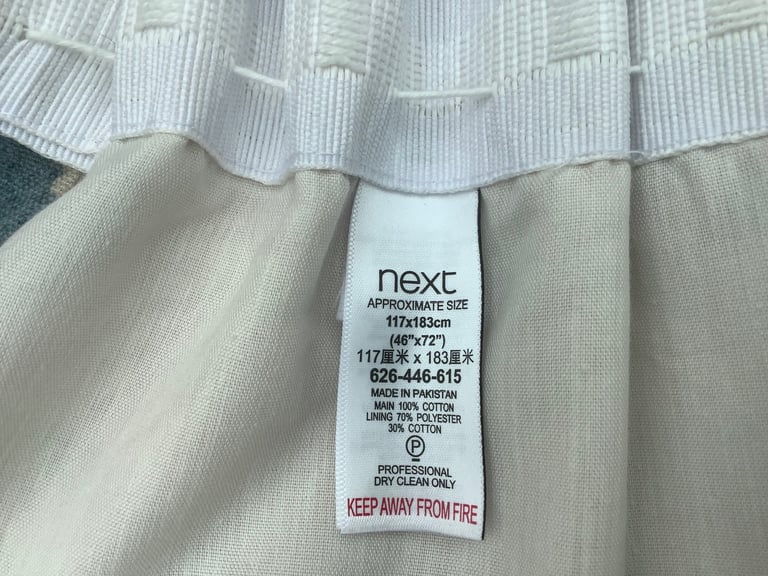 next
APPROXIMATE SIZE
117x183cm
(46"x72")
117厘米 x 183厘米
626-446-615
MADE IN PAKISTAN
MAIN 100% COTTON
LINING 70% POLYESTER
30% COTTON
P
PROFESSIONAL
DRY CLEAN ONLY
KEEP AWAY FROM FIRE